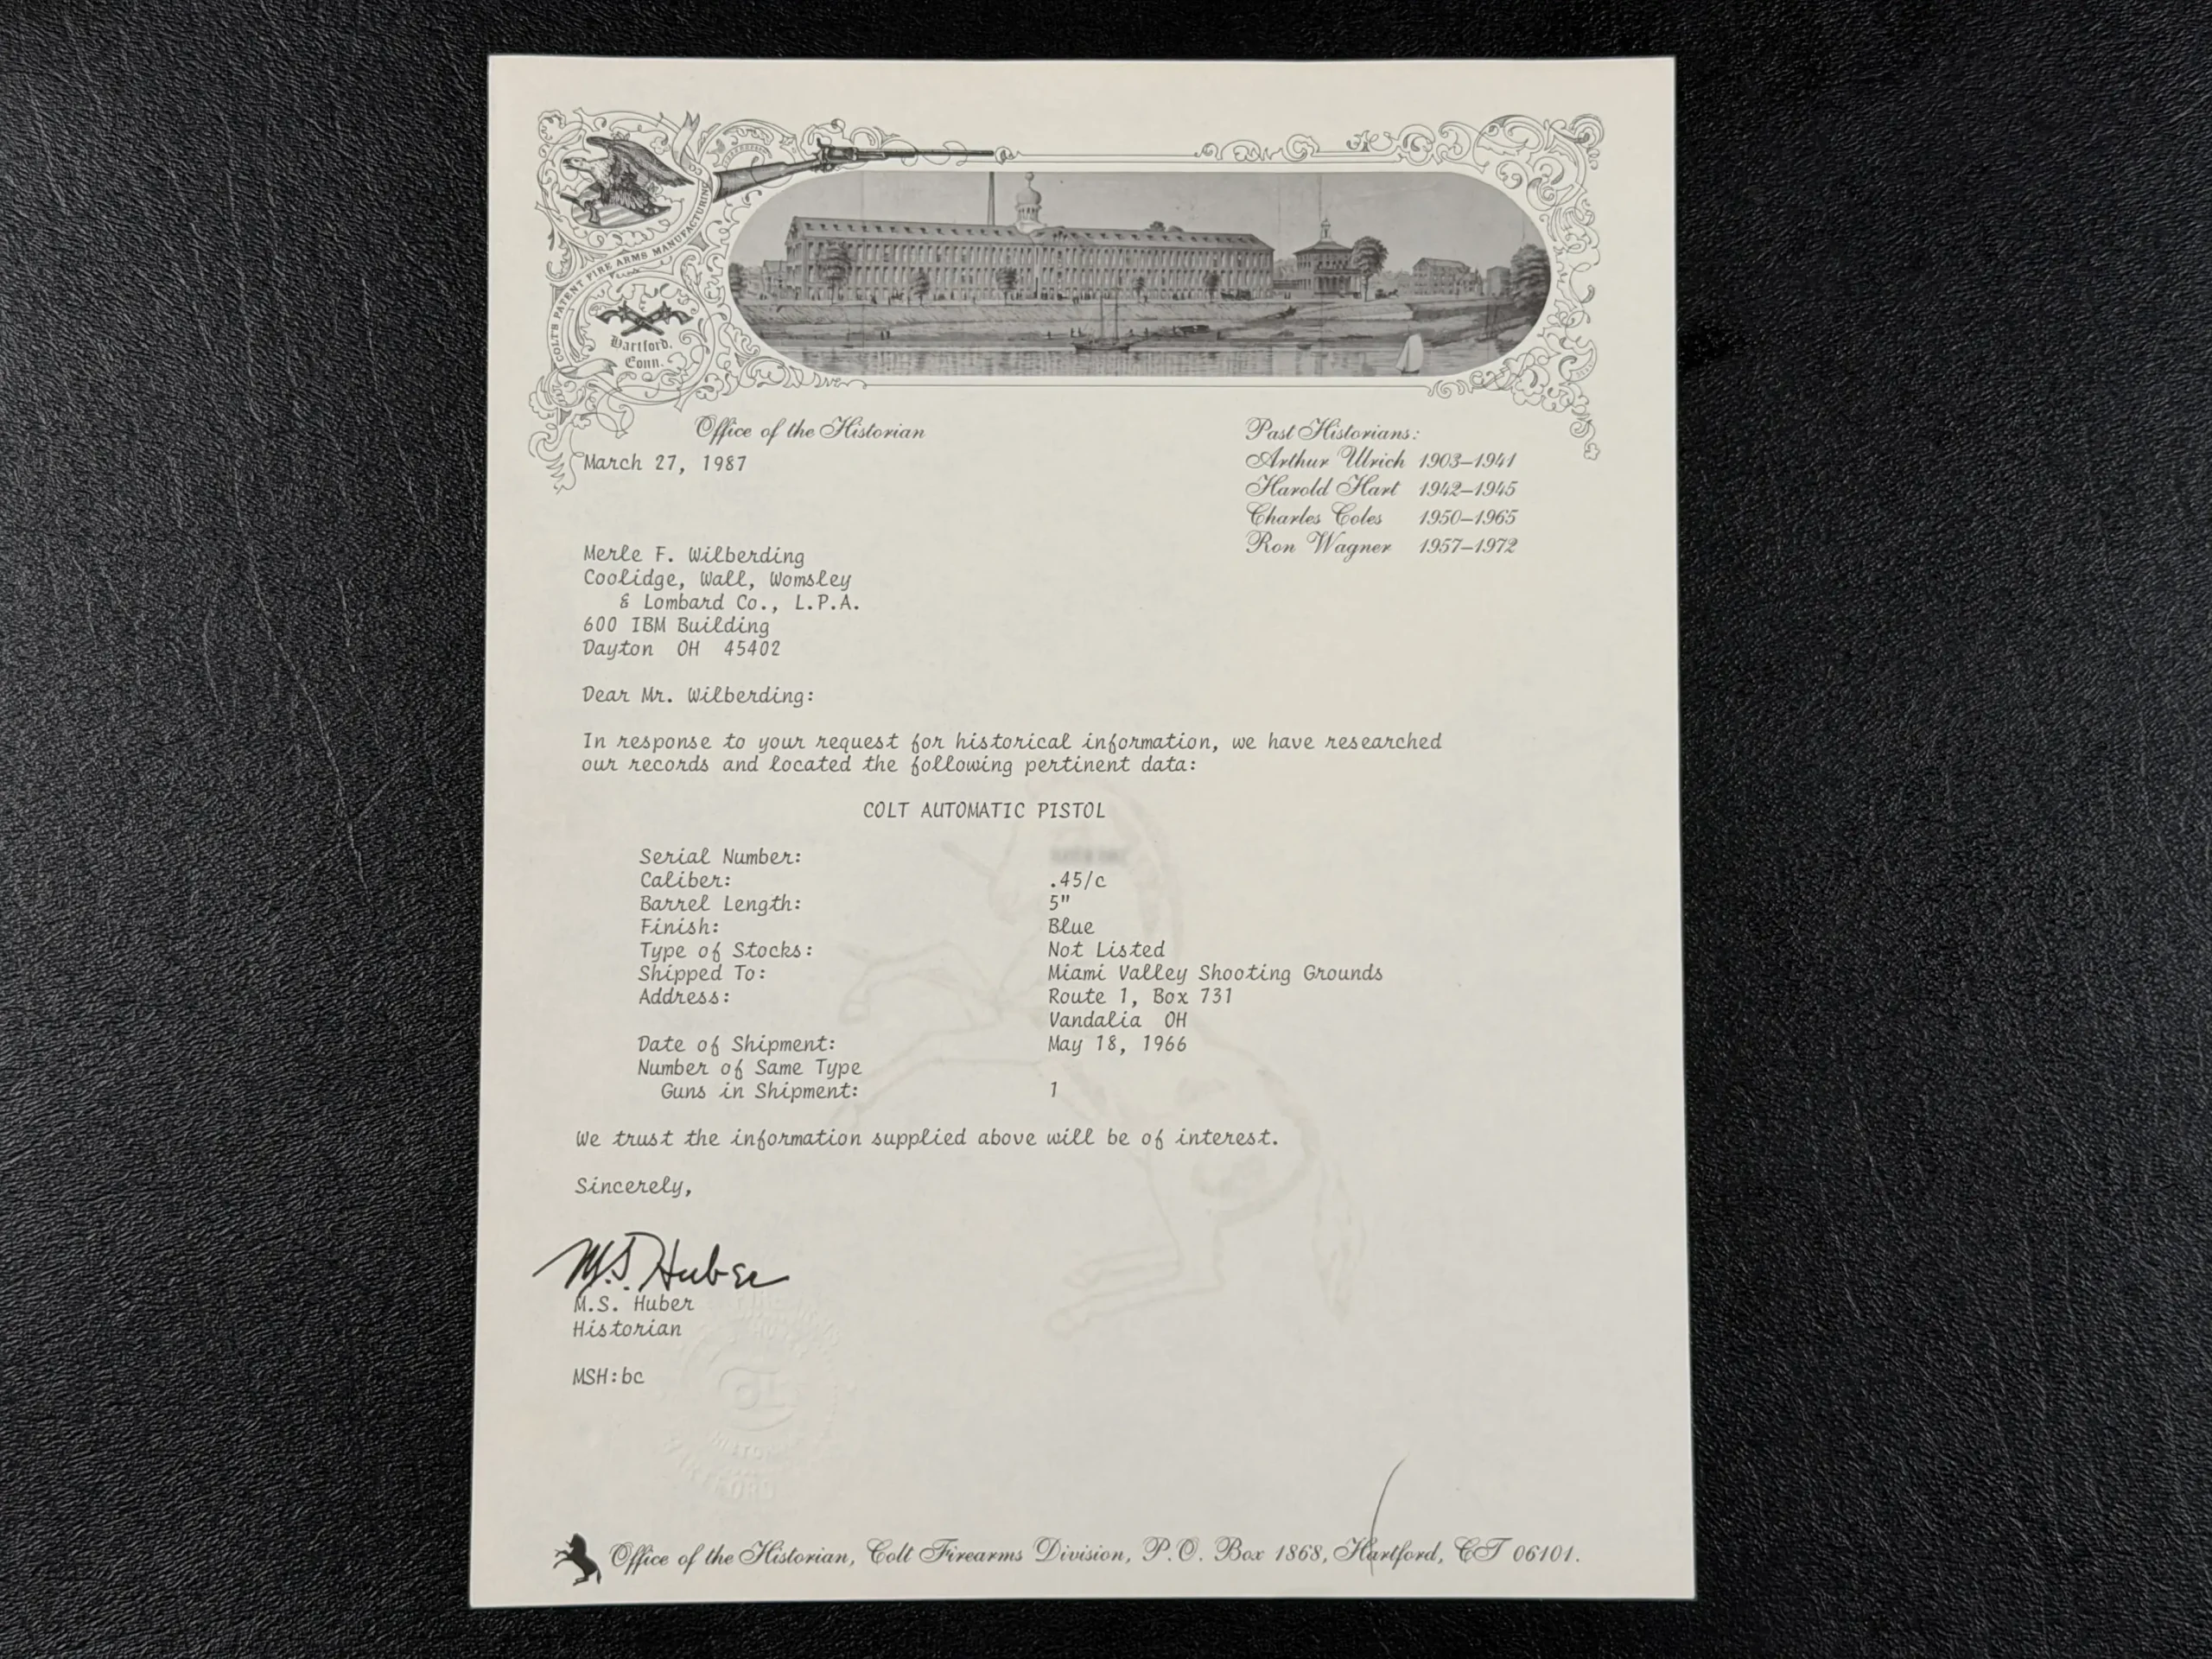 COLT'S PATENT FIRE ARMS MANUFACTURING
Hartford,
Conn.
Office of the Historian
March 27, 1987
Past Historians:
Arthur Ulrich 1903–1941
Harold Hart 1942–1945
Charles Coles 1950–1965
Ron Wagner 1957–1972
Merle F. Wilberding
Coolidge, Wall, Womsley
& Lombard Co., L.P.A.
600 IBM Building
Dayton OH 45402
Dear Mr. Wilberding:
In response to your request for historical information, we have researched
our records and located the following pertinent data:
COLT AUTOMATIC PISTOL
Serial Number:
Caliber: .45/c
Barrel Length: 5"
Finish: Blue
Type of Stocks: Not Listed
Shipped To: Miami Valley Shooting Grounds
Address: Route 1, Box 731
Vandalia OH
Date of Shipment: May 18, 1966
Number of Same Type
Guns in Shipment: 1
We trust the information supplied above will be of interest.
Sincerely,
M.S. Huber
M.S. Huber
Historian
MSH:bc
Office of the Historian, Colt Firearms Division, P.O. Box 1868, Hartford, CT 06101.